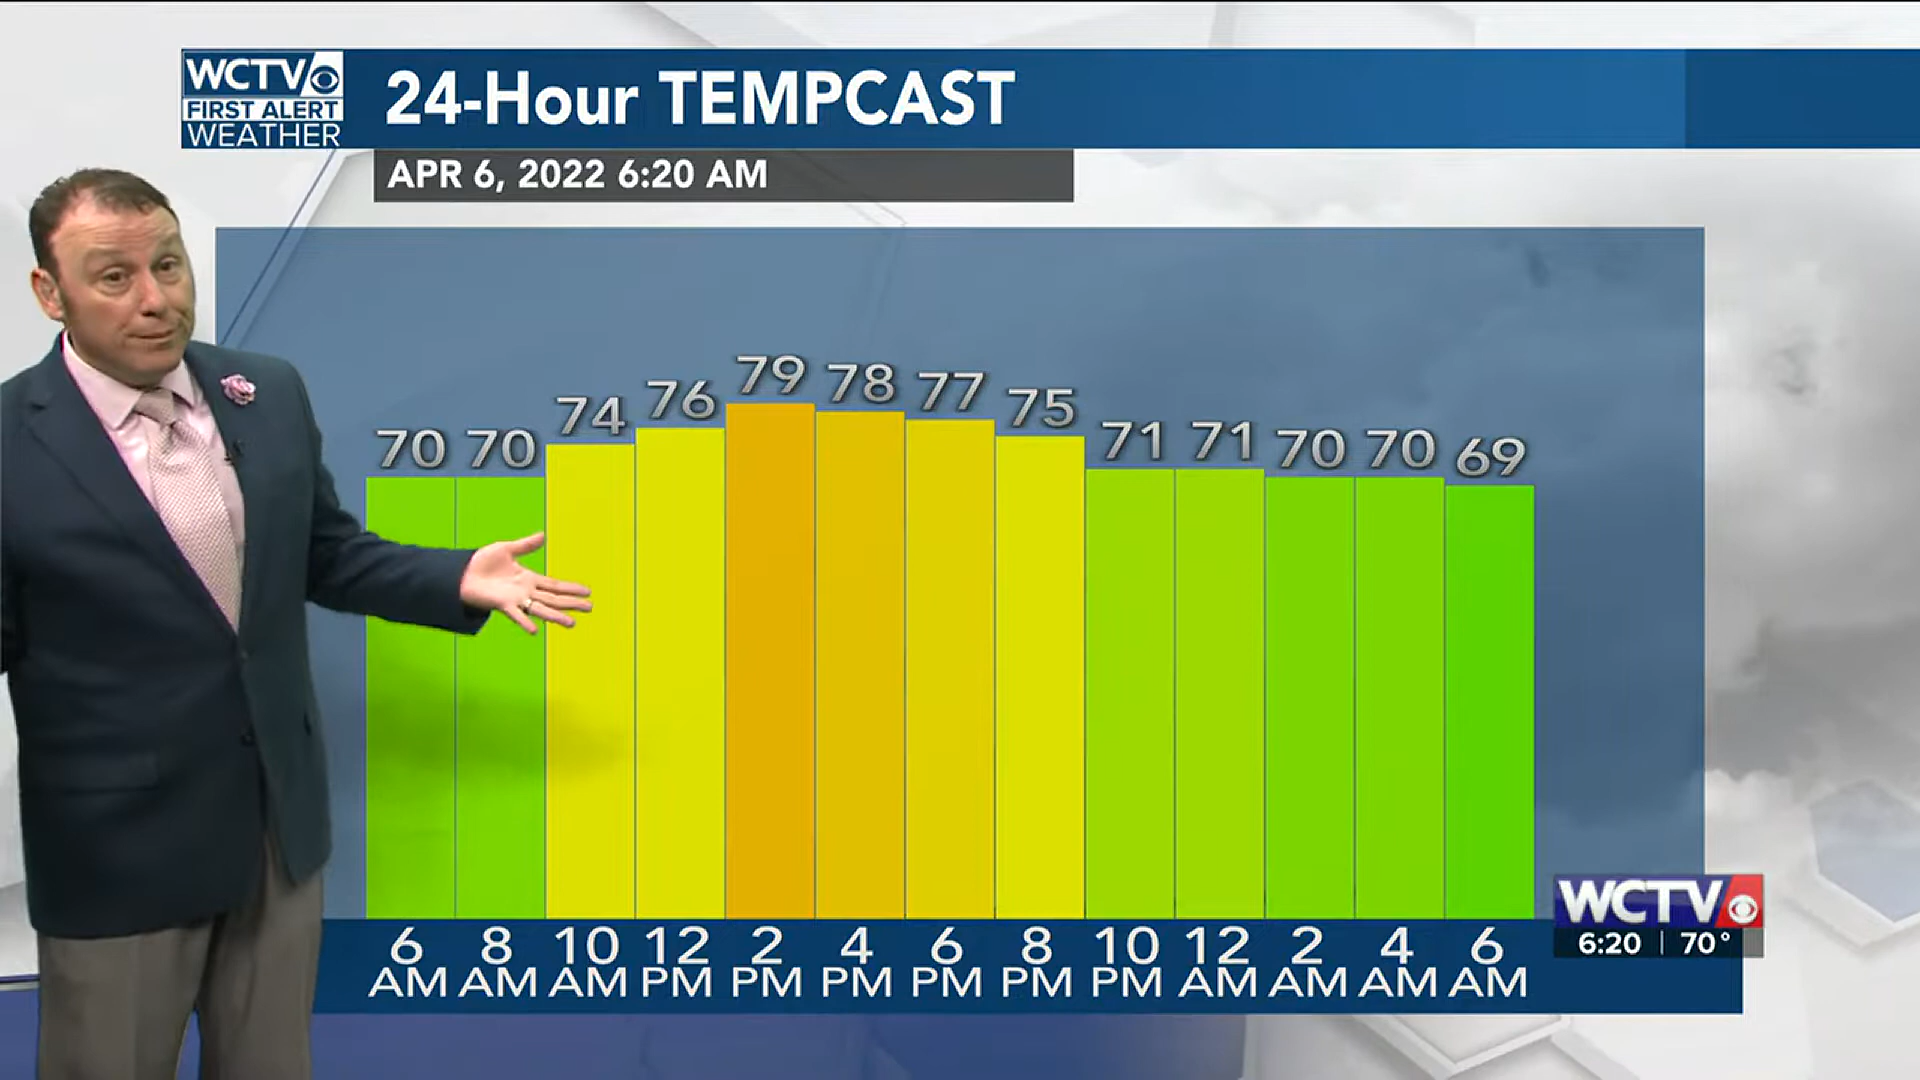 WCTV
FIRST ALERT
WEATHER
24-Hour TEMPCAST
APR 6, 2022 6:20 AM
70 70 74 76 79 78 77 75 71 71 70 70 69
6 8 10 12 2 4 6 8 10 12 2 4 6
AM AM AM PM PM PM PM PM PM AM AM AM AM
WCTV
6:20 | 70°